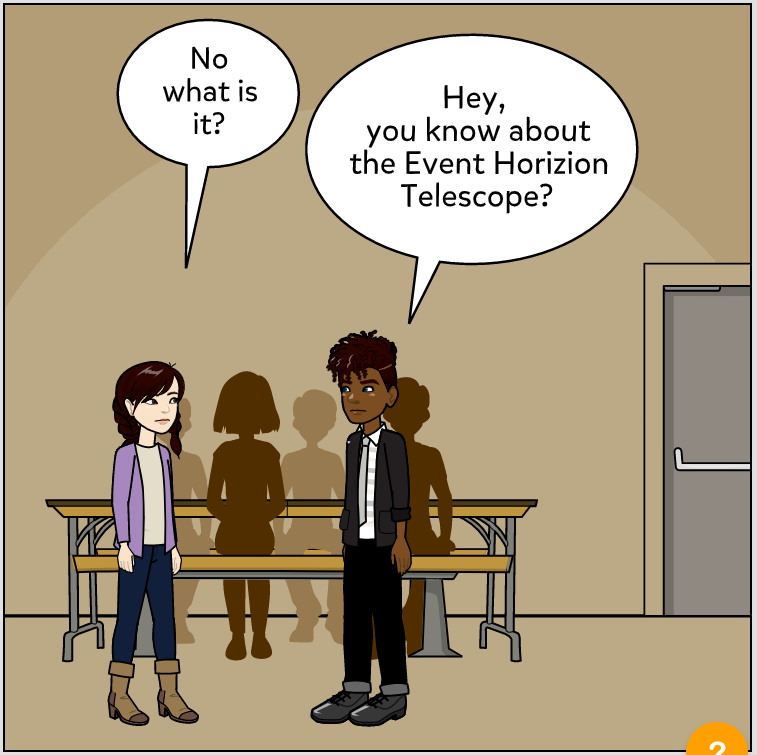 No
what is
it?
Hey,
you know about
the Event Horizion
Telescope?
?